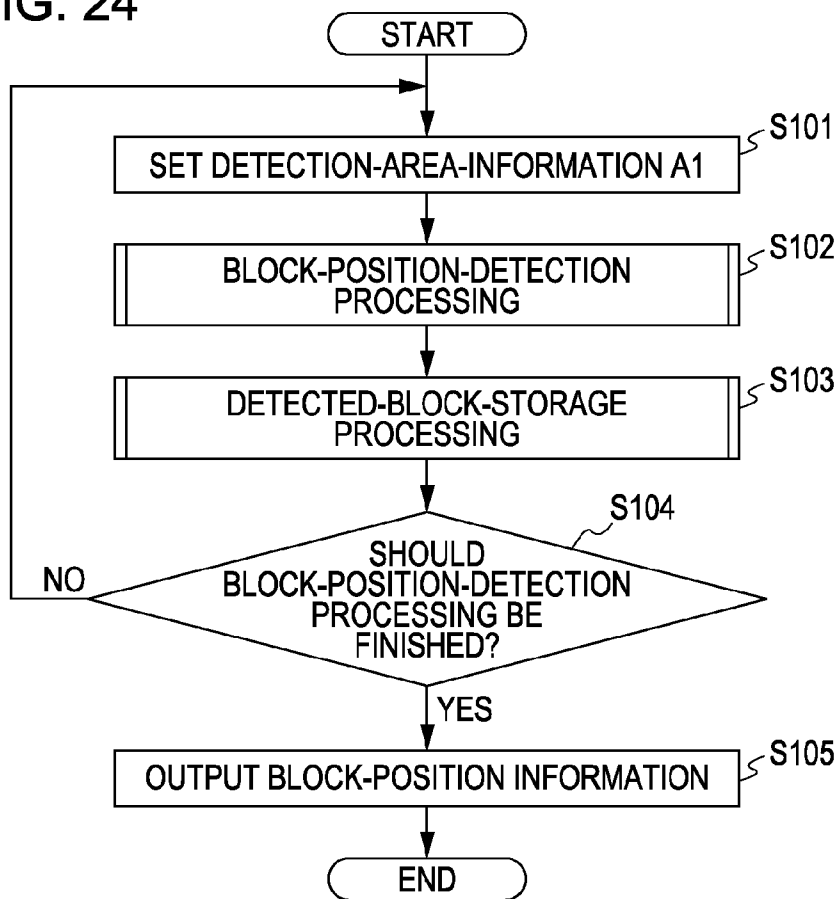 IG. 24
START
S101
SET DETECTION-AREA-INFORMATION A1
S102
BLOCK-POSITION-DETECTION
PROCESSING
S103
DETECTED-BLOCK-STORAGE
PROCESSING
S104
SHOULD
BLOCK-POSITION-DETECTION
PROCESSING BE
FINISHED?
NO
YES
S105
OUTPUT BLOCK-POSITION INFORMATION
END